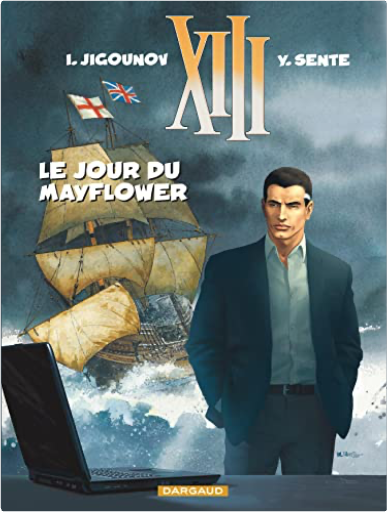 XIII
I. JIGOUNOV
Y. SENTE
LE JOUR DU
MAYFLOWER
DARGAUD